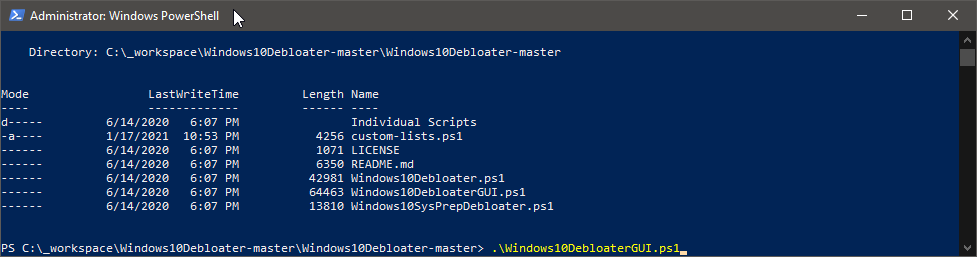 Administrator: Windows PowerShell
Directory: C:\_workspace\Windows10Debloater-master\Windows10Debloater-master
Mode LastWriteTime Length Name
---- ------------- ------ ----
d----- 6/14/2020 6:07 PM Individual Scripts
-a---- 1/17/2021 10:53 PM 4256 custom-lists.ps1
------ 6/14/2020 6:07 PM 1071 LICENSE
------ 6/14/2020 6:07 PM 6350 README.md
------ 6/14/2020 6:07 PM 42981 Windows10Debloater.ps1
------ 6/14/2020 6:07 PM 64463 Windows10DebloaterGUI.ps1
------ 6/14/2020 6:07 PM 13810 Windows10SysPrepDebloater.ps1
PS C:\_workspace\Windows10Debloater-master\Windows10Debloater-master> .\Windows10DebloaterGUI.ps1